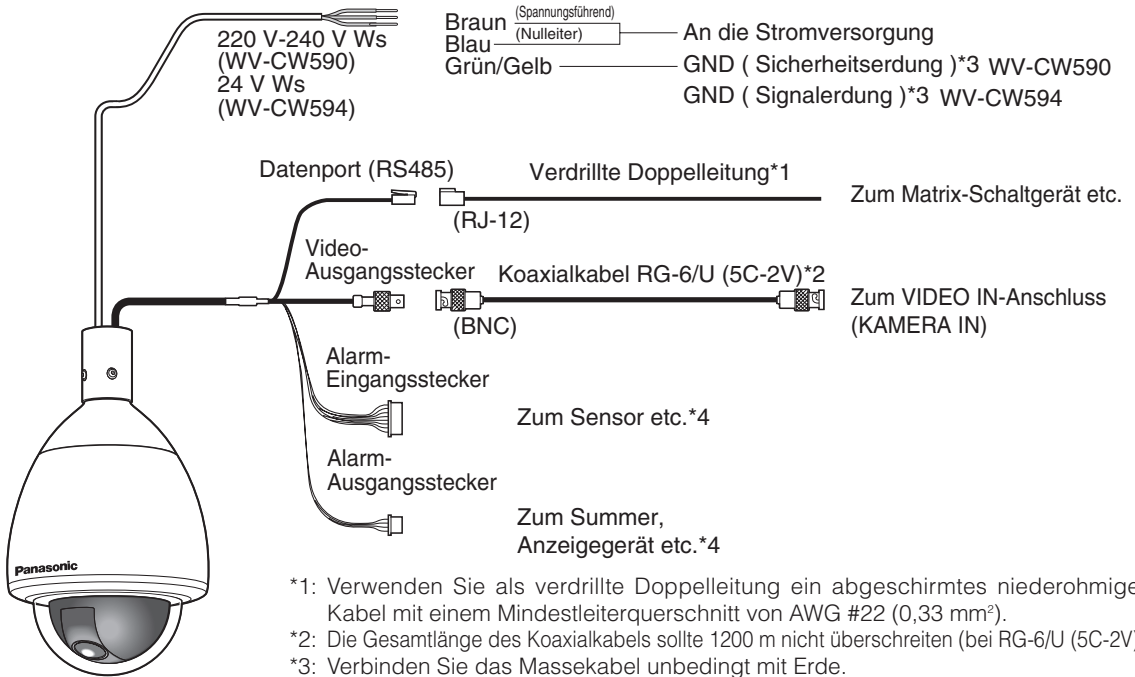 220 V-240 V Ws
(WV-CW590)
24 V Ws
(WV-CW594)
Braun (Spannungsführend)
Blau (Nulleiter)
An die Stromversorgung
Grün/Gelb GND ( Sicherheitserdung )*3 WV-CW590
GND ( Signalerdung )*3 WV-CW594
Datenport (RS485)
Verdrillte Doppelleitung*1
(RJ-12)
Zum Matrix-Schaltgerät etc.
Video-
Ausgangsstecker
Koaxialkabel RG-6/U (5C-2V)*2
(BNC)
Zum VIDEO IN-Anschluss
(KAMERA IN)
Alarm-
Eingangsstecker
Zum Sensor etc.*4
Alarm-
Ausgangsstecker
Zum Summer,
Anzeigegerät etc.*4
Panasonic
*1: Verwenden Sie als verdrillte Doppelleitung ein abgeschirmtes niederohmige
Kabel mit einem Mindestleiterquerschnitt von AWG #22 (0,33 mm²).
*2: Die Gesamtlänge des Koaxialkabels sollte 1200 m nicht überschreiten (bei RG-6/U (5C-2V)
*3: Verbinden Sie das Massekabel unbedingt mit Erde.